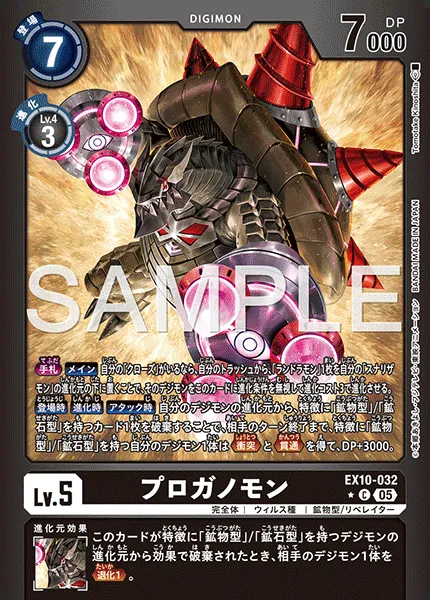 登場
7
DIGIMON
7000
DP
進化
Lv.4
3
Tomotake Kinoshita
BANDAI MADE IN JAPAN
SAMPLE
手札 メイン 自分の「クローズ」がいるなら、自分のトラッシュから、「ランドラモン」1枚を自分の「スナリザ
モン」の進化元の下に置くことで、そのデジモンをこのカードに進化条件を無視して進化コスト3で進化させる。
登場時 進化時 アタック時 自分のデジモンの進化元から、特徴に「鉱物型」/「鉱
石型」を持つカード1枚を破棄することで、相手のターン終了まで、特徴に「鉱物
型」/「鉱石型」を持つ自分のデジモン1体は≪衝突≫と≪貫通≫を得て、DP+3000。
Lv.5
プロガノモン
EX10-032
C 05
完全体 | ウィルス種 | 鉱物型/リベレイター
進化元効果
このカードが特徴に「鉱物型」/「鉱石型」を持つデジモンの
進化元から効果で破棄されたとき、相手のデジモン1体を
≪退化1≫。